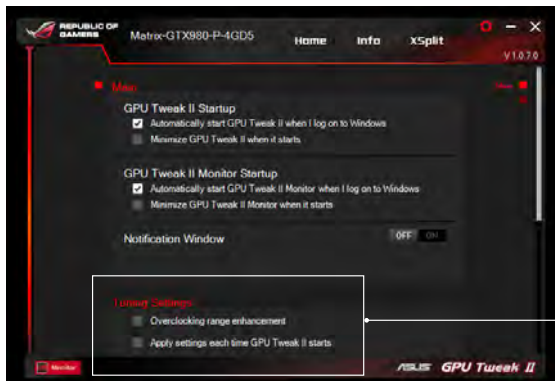 REPUBLIC OF
GAMERS
Matrix-GTX980-P-4GD5
Home Info XSplit
V1.0.7.0
Main
GPU Tweak II Startup
Automatically start GPU Tweak II when I log on to Windows
Minimize GPU Tweak II when it starts
GPU Tweak II Monitor Startup
Automatically start GPU Tweak II Monitor when I log on to Windows
Minimize GPU Tweak II Monitor when it starts
Notification Window
OFF ON
Tuning Settings
Overclocking range enhancement
Apply settings each time GPU Tweak II starts
Monitor
ASUS GPU Tweak II